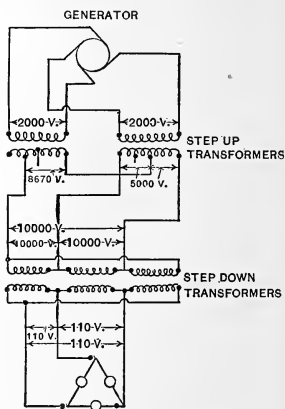 GENERATOR
2000-V. 2000-V.
STEP UP
TRANSFORMERS
8670 V. 5000 V.
10000-V.
10000-V. 10000-V.
STEP DOWN
TRANSFORMERS
110-V.
110 V.
110-V.